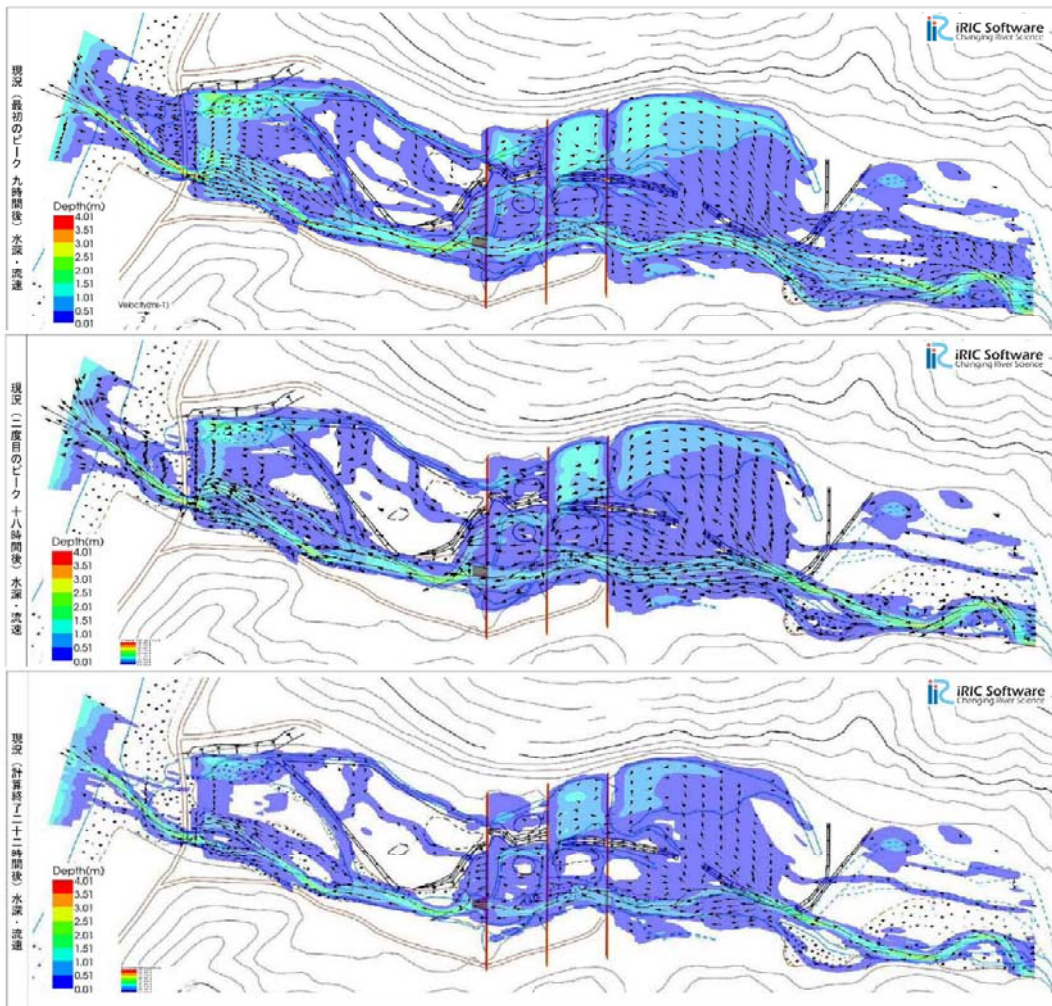 iRIC Software
Changing River Science
現況（最初のピーク 九時間後）水深・流速
Depth(m)
4.01
3.51
3.01
2.51
2.01
1.51
1.01
0.51
0.01
Velocity(ms-1)
2
iRIC Software
Changing River Science
現況（二度目のピーク 十八時間後）水深・流速
Depth(m)
4.01
3.51
3.01
2.51
2.01
1.51
1.01
0.51
0.01
iRIC Software
Changing River Science
現況（計算終了二十二時間後）水深・流速
Depth(m)
4.01
3.51
3.01
2.51
2.01
1.51
1.01
0.51
0.01